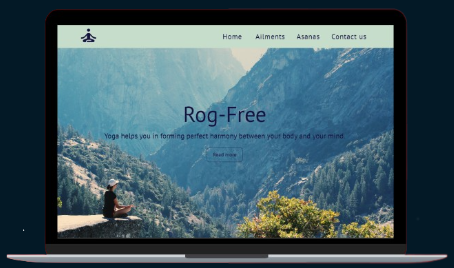 Home Ailments Asanas Contact us
Rog-Free
Yoga helps you in forming perfect harmony between your body and your mind.
Read More